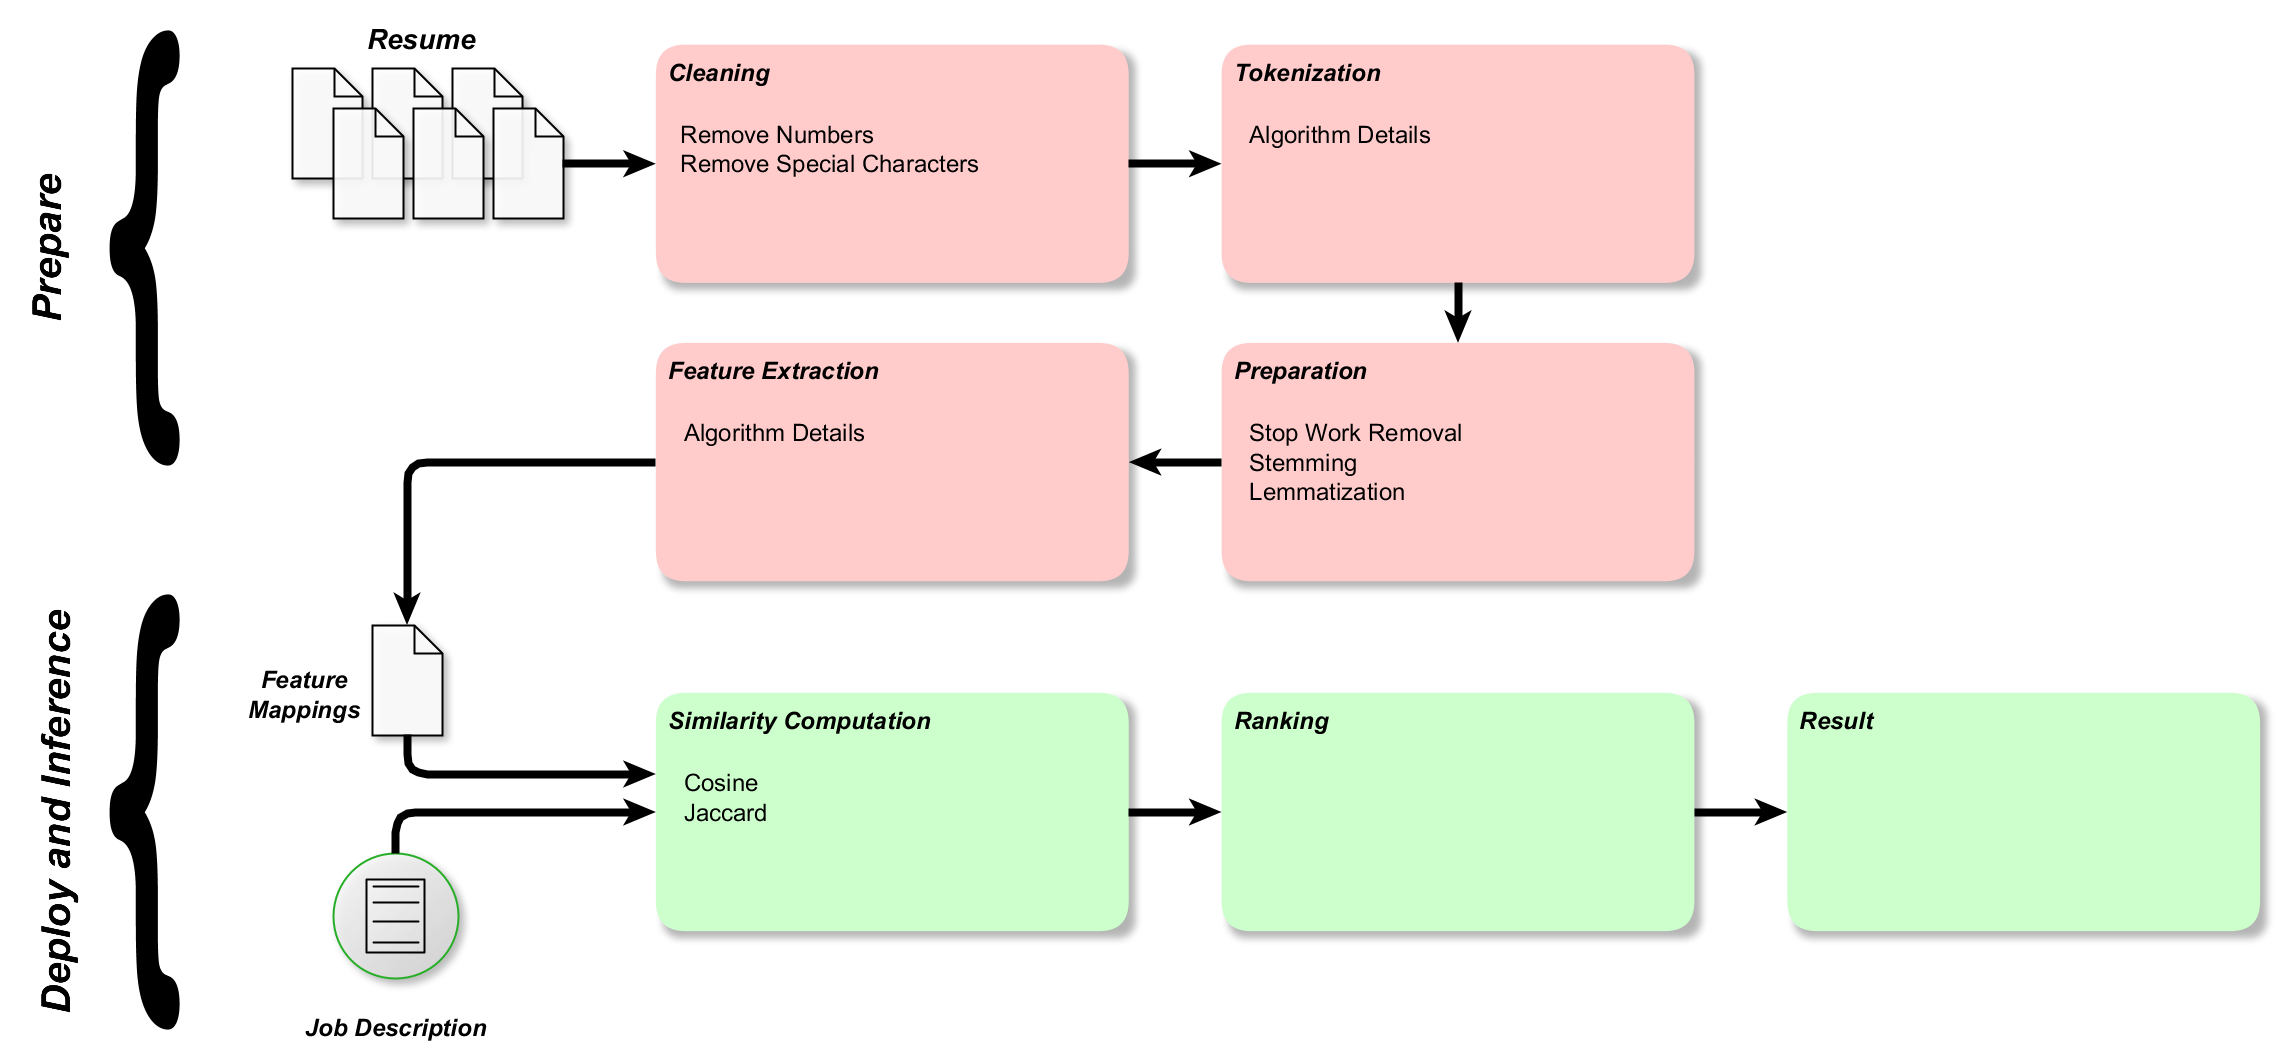 Prepare
Resume
Cleaning
Remove Numbers
Remove Special Characters
Tokenization
Algorithm Details
Feature Extraction
Algorithm Details
Preparation
Stop Work Removal
Stemming
Lemmatization
Deploy and Inference
Feature
Mappings
Similarity Computation
Cosine
Jaccard
Ranking
Result
Job Description